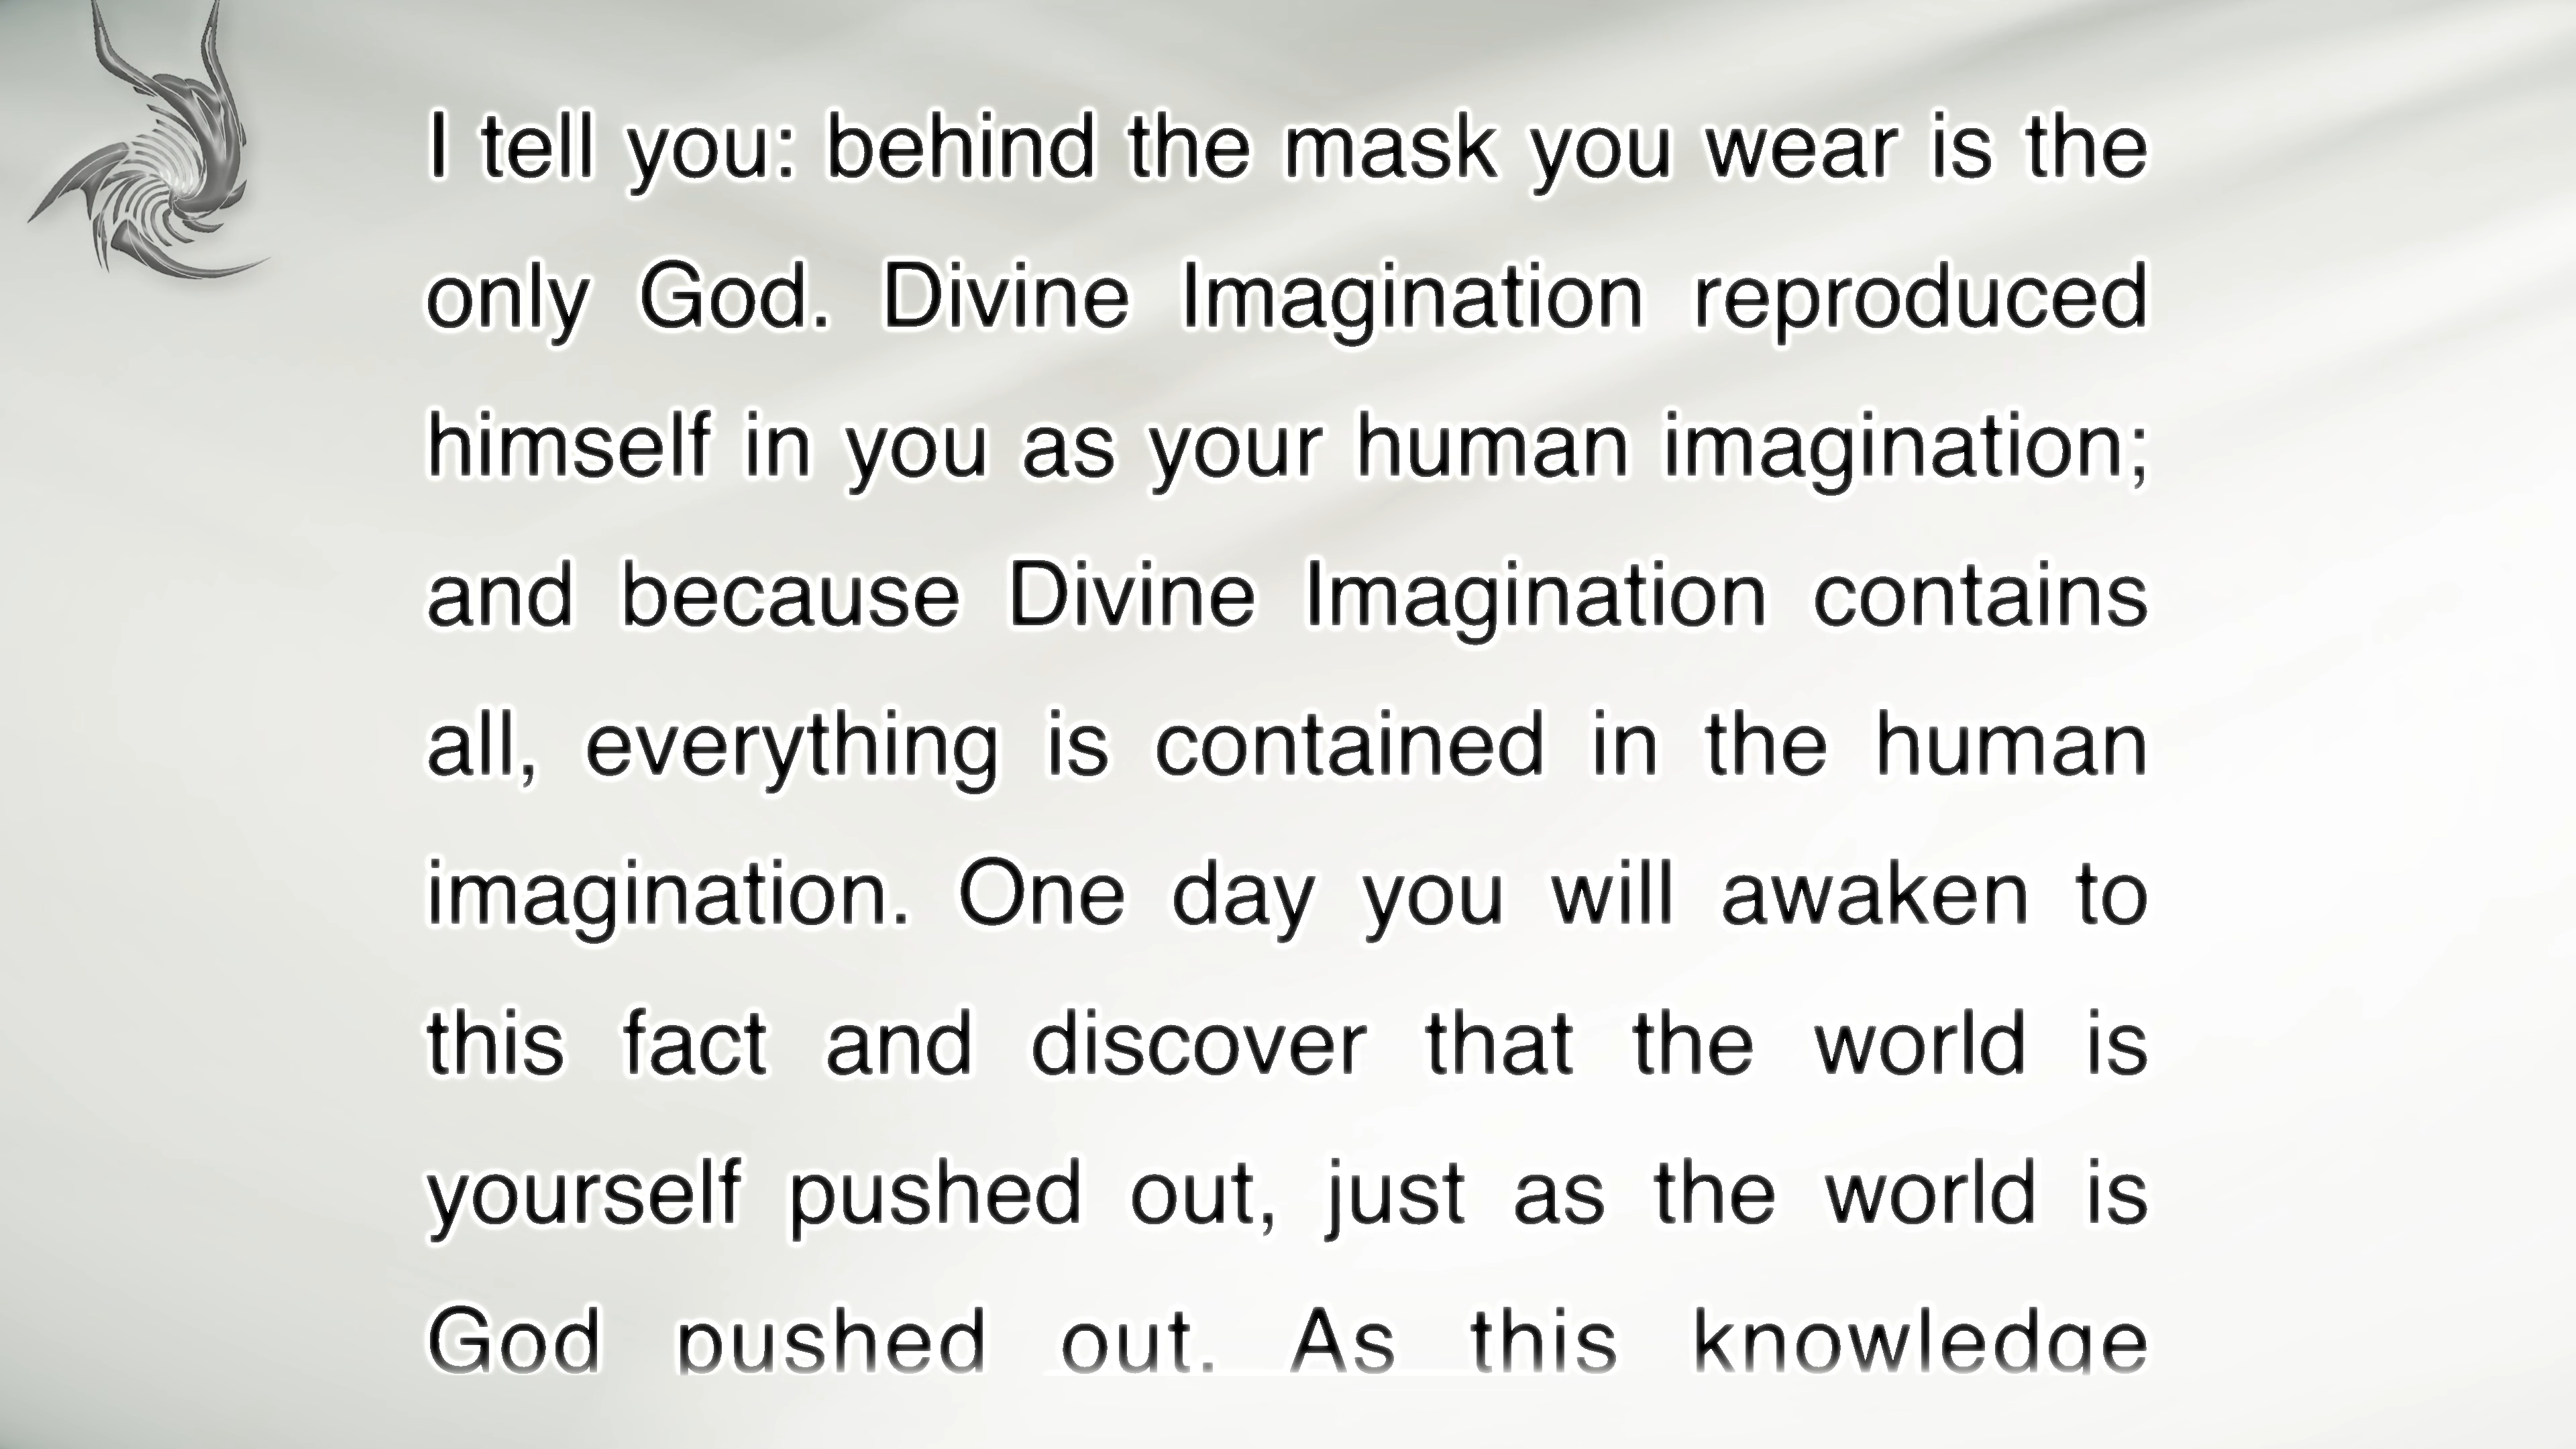 I tell you: behind the mask you wear is the
only God. Divine Imagination reproduced
himself in you as your human imagination;
and because Divine Imagination contains
all, everything is contained in the human
imagination. One day you will awaken to
this fact and discover that the world is
yourself pushed out, just as the world is
God pushed out. As this knowledge